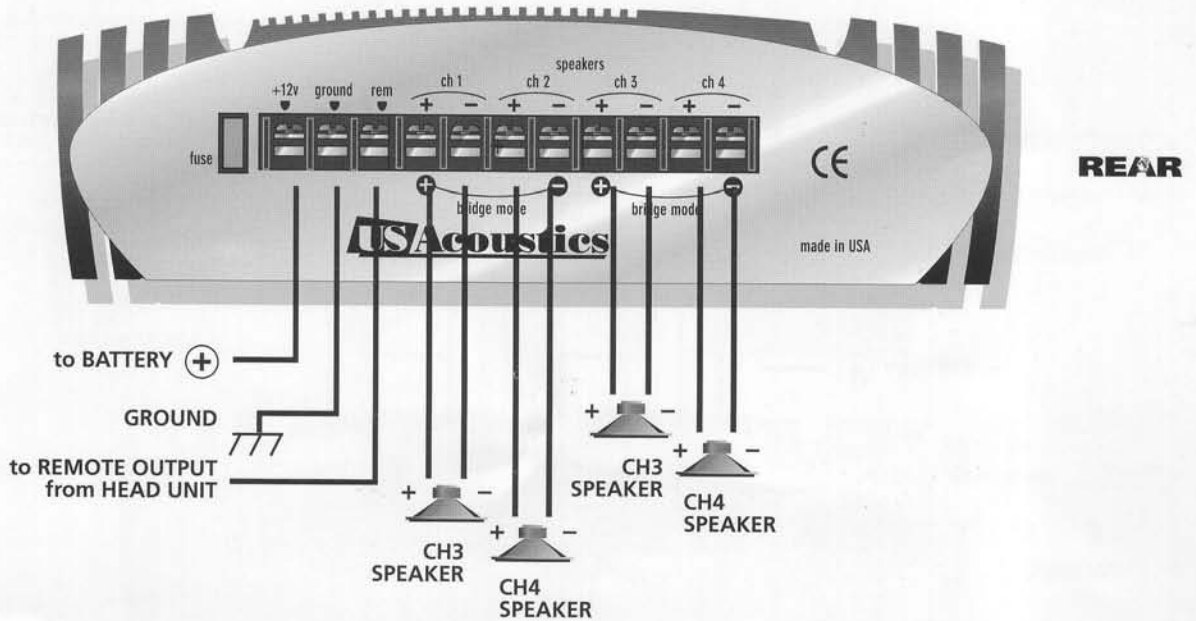 speakers
+12v ground rem ch 1 ch 2 ch 3 ch 4
+ − + − + − + −
fuse
CE
REAR
+ − + −
bridge mode bridge mode
US Acoustics
made in USA
to BATTERY +
GROUND
to REMOTE OUTPUT
from HEAD UNIT
+ −
CH3
SPEAKER
+ −
CH4
SPEAKER
+ −
CH3
SPEAKER
+ −
CH4
SPEAKER